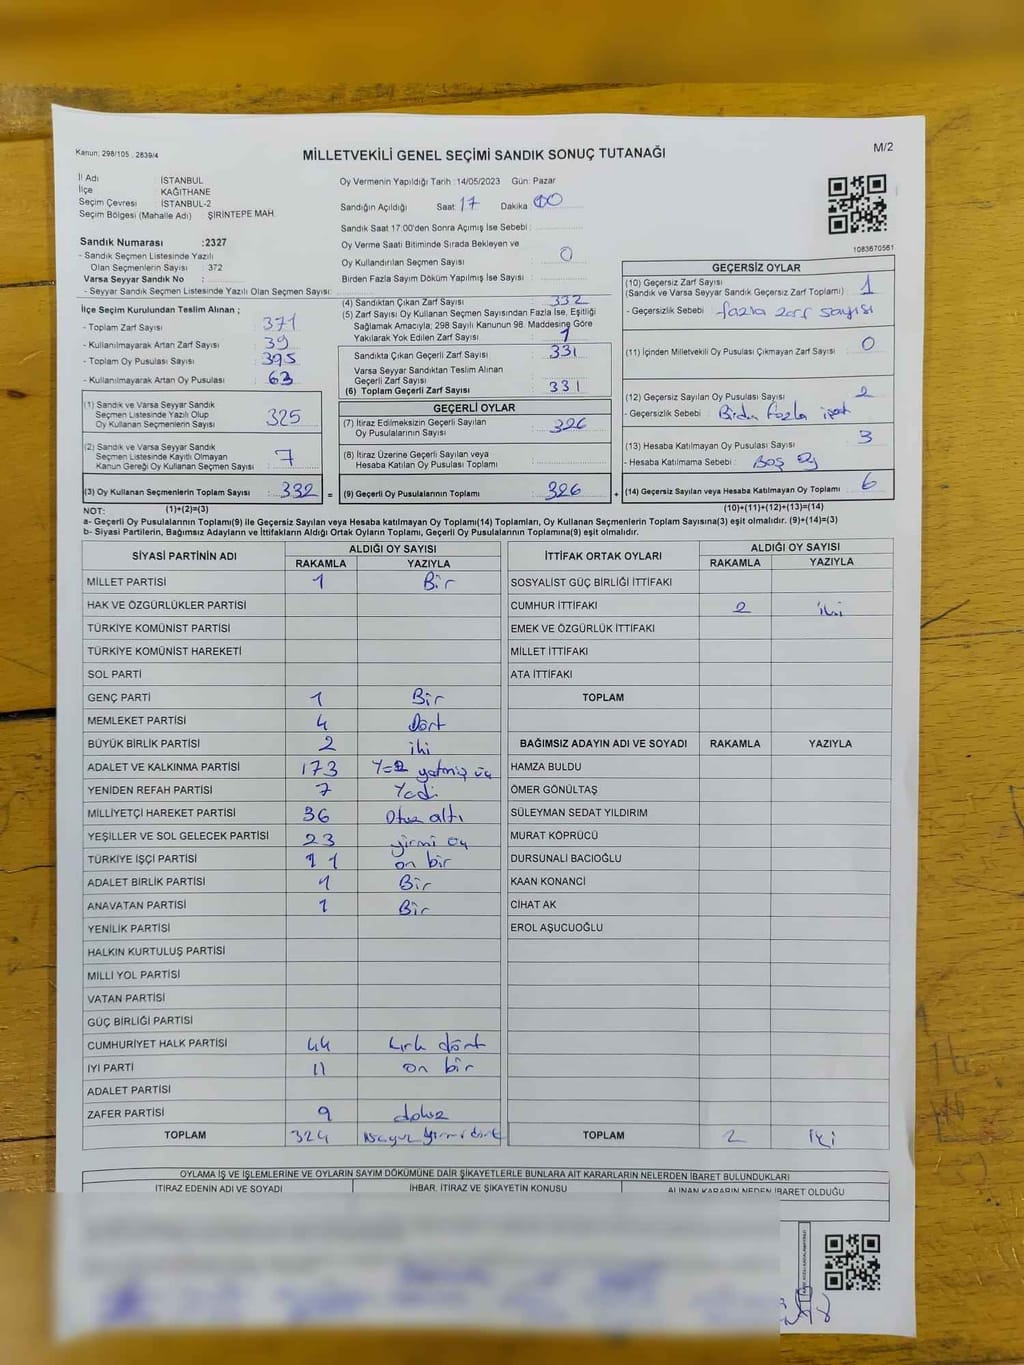 Kanun: 298/105 , 2839/4
MİLLETVEKİLİ GENEL SEÇİMİ SANDIK SONUÇ TUTANAĞI
M/2
İl Adı İSTANBUL
İlçe KAĞITHANE
Seçim Çevresi : İSTANBUL-2
Seçim Bölgesi (Mahalle Adı) : ŞİRİNTEPE MAH.
Sandık Numarası :2327
- Sandık Seçmen Listesinde Yazılı
Olan Seçmenlerin Sayısı : 372
Varsa Seyyar Sandık No :
- Seyyar Sandık Seçmen Listesinde Yazılı Olan Seçmen Sayısı:
Oy Vermenin Yapıldığı Tarih :14/05/2023 Gün: Pazar
Sandığın Açıldığı Saat : 17 Dakika : 00
Sandık Saat 17:00'den Sonra Açımış İse Sebebi :
Oy Verme Saati Bitiminde Sırada Bekleyen ve
Oy Kullandırılan Seçmen Sayısı : 0
Birden Fazla Sayım Döküm Yapılmış İse Sayısı :
1083670561
İlçe Seçim Kurulundan Teslim Alınan ;
- Toplam Zarf Sayısı : 371
- Kullanılmayarak Artan Zarf Sayısı : 39
- Toplam Oy Pusulası Sayısı : 395
- Kullanılmayarak Artan Oy Pusulası : 63
(1) Sandık ve Varsa Seyyar Sandık
Seçmen Listesinde Yazılı Olup
Oy Kullanan Seçmenlerin Sayısı : 325
(2) Sandık ve Varsa Seyyar Sandık
Seçmen Listesinde Kayıtlı Olmayan
Kanun Gereği Oy Kullanan Seçmen Sayısı : 7
(3) Oy Kullanan Seçmenlerin Toplam Sayısı : 332 =
(4) Sandıktan Çıkan Zarf Sayısı : 332
(5) Zarf Sayısı Oy Kullanan Seçmen Sayısından Fazla İse, Eşitliği
Sağlamak Amacıyla; 298 Sayılı Kanunun 98. Maddesine Göre
Yakılarak Yok Edilen Zarf Sayısı : 1
Sandıkta Çıkan Geçerli Zarf Sayısı : 331
Varsa Seyyar Sandıktan Teslim Alınan
Geçerli Zarf Sayısı :
(6) Toplam Geçerli Zarf Sayısı : 331
GEÇERLİ OYLAR
(7) İtiraz Edilmeksizin Geçerli Sayılan
Oy Pusulalarının Sayısı : 326
(8) İtiraz Üzerine Geçerli Sayılan veya
Hesaba Katılan Oy Pusulası Toplamı :
(9) Geçerli Oy Pusulalarının Toplamı : 326 +
GEÇERSİZ OYLAR
(10) Geçersiz Zarf Sayısı
(Sandık ve Varsa Seyyar Sandık Geçersiz Zarf Toplamı) : 1
- Geçersizlik Sebebi : fazla zarf sayısı
(11) İçinden Milletvekili Oy Pusulası Çıkmayan Zarf Sayısı : 0
(12) Geçersiz Sayılan Oy Pusulası Sayısı : 2
- Geçersizlik Sebebi : fazla
(13) Hesaba Katılmayan Oy Pusulası Sayısı : 3
- Hesaba Katılmama Sebebi : Boş oy
(14) Geçersiz Sayılan veya Hesaba Katılmayan Oy Toplamı : 6
NOT: (1)+(2)=(3) (10)+(11)+(12)+(13)=(14)
a- Geçerli Oy Pusulalarının Toplamı(9) ile Geçersiz Sayılan veya Hesaba katılmayan Oy Toplamı(14) Toplamları, Oy Kullanan Seçmenlerin Toplam Sayısına(3) eşit olmalıdır. (9)+(14)=(3)
b- Siyasi Partilerin, Bağımsız Adayların ve İttifakların Aldığı Ortak Oyların Toplamı, Geçerli Oy Pusulalarının Toplamına(9) eşit olmalıdır.
SİYASİ PARTİNİN ADI ALDIĞI OY SAYISI
RAKAMLA YAZIYLA
MİLLET PARTİSİ 1 Bir
HAK VE ÖZGÜRLÜKLER PARTİSİ
TÜRKİYE KOMÜNİST PARTİSİ
TÜRKİYE KOMÜNİST HAREKETİ
SOL PARTİ
GENÇ PARTİ 1 Bir
MEMLEKET PARTİSİ 4 Dört
BÜYÜK BİRLİK PARTİSİ 2 iki
ADALET VE KALKINMA PARTİSİ 173 yetmiş üç
YENİDEN REFAH PARTİSİ 7 Yedi
MİLLİYETÇİ HAREKET PARTİSİ 36 Otuz altı
YEŞİLLER VE SOL GELECEK PARTİSİ 23 yirmi üç
TÜRKİYE İŞÇİ PARTİSİ 11 on bir
ADALET BİRLİK PARTİSİ 1 Bir
ANAVATAN PARTİSİ 1 Bir
YENİLİK PARTİSİ
HALKIN KURTULUŞ PARTİSİ
MİLLİ YOL PARTİSİ
VATAN PARTİSİ
GÜÇ BİRLİĞİ PARTİSİ
CUMHURİYET HALK PARTİSİ 44 kırk dört
İYİ PARTİ 11 on bir
ADALET PARTİSİ
ZAFER PARTİSİ 9 dokuz
TOPLAM 324 üçyüz yirmi dört
İTTİFAK ORTAK OYLARI ALDIĞI OY SAYISI
RAKAMLA YAZIYLA
SOSYALİST GÜÇ BİRLİĞİ İTTİFAKI
CUMHUR İTTİFAKI 2 iki
EMEK VE ÖZGÜRLÜK İTTİFAKI
MİLLET İTTİFAKI
ATA İTTİFAKI
TOPLAM
BAĞIMSIZ ADAYIN ADI VE SOYADI RAKAMLA YAZIYLA
HAMZA BULDU
ÖMER GÖNÜLTAŞ
SÜLEYMAN SEDAT YILDIRIM
MURAT KÖPRÜCÜ
DURSUNALİ BACIOĞLU
KAAN KONANCİ
CİHAT AK
EROL AŞUCUOĞLU
TOPLAM 2 iki
OYLAMA İŞ VE İŞLEMLERİNE VE OYLARIN SAYIM DÖKÜMÜNE DAİR ŞİKAYETLERLE BUNLARA AİT KARARLARIN NELERDEN İBARET BULUNDUKLARI
İTİRAZ EDENİN ADI VE SOYADI İHBAR, İTİRAZ VE ŞİKAYETİN KONUSU ALINAN KARARIN NEDEN İBARET OLDUĞU